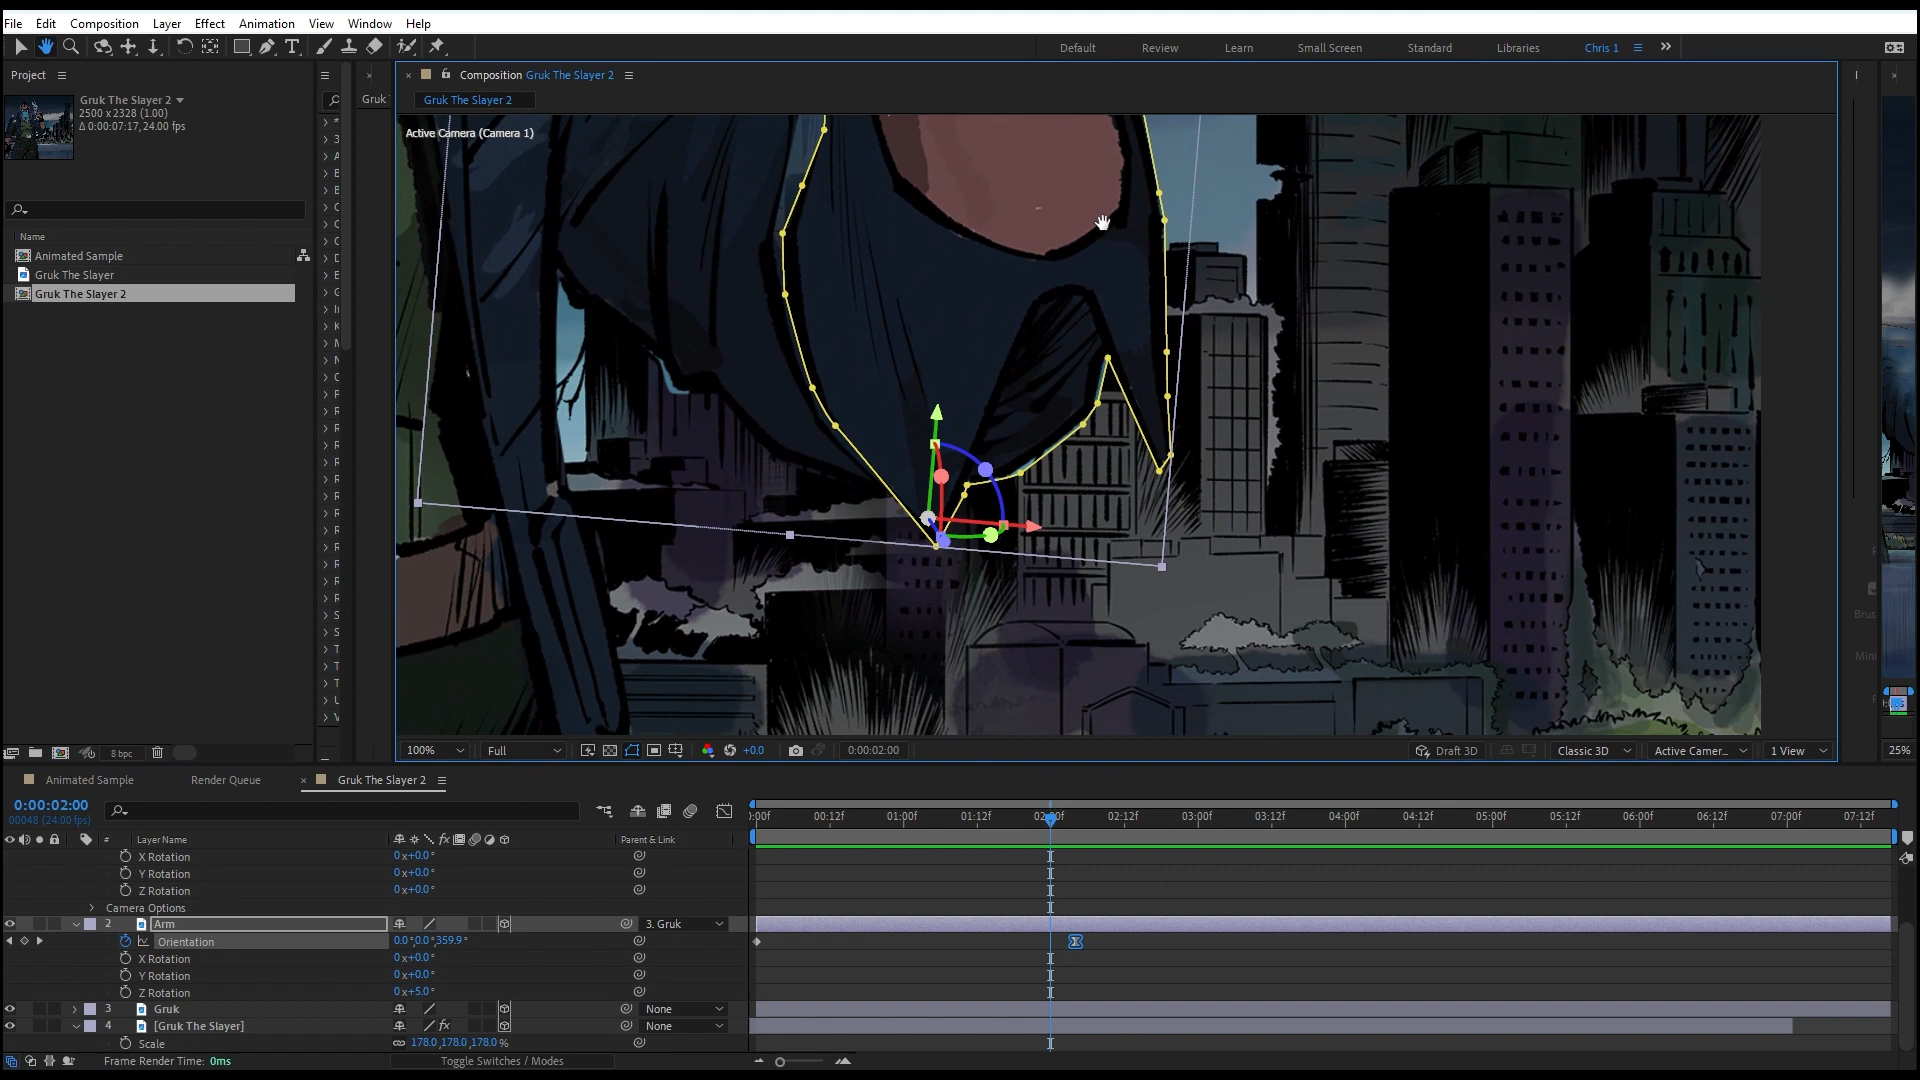 File Edit Composition Layer Effect Animation View Window Help
Default Review Learn Small Screen Standard Libraries Chris 1
Project
Composition Gruk The Slayer 2
Gruk The Slayer 2
2500 x 2328 (1.00)
Δ 0:00:07:17, 24.00 fps
Gruk
Gruk The Slayer 2
Active Camera (Camera 1)
Name
Animated Sample
Gruk The Slayer
Gruk The Slayer 2
8 bpc
100% Full +0.0 0:00:02:00 Draft 3D Classic 3D Active Camer... 1 View
25%
Brus
Mini
Animated Sample Render Queue Gruk The Slayer 2
0:00:02:00
00048 (24.00 fps)
:00f 00:12f 01:00f 01:12f 02:00f 02:12f 03:00f 03:12f 04:00f 04:12f 05:00f 05:12f 06:00f 06:12f 07:00f 07:12f
# Layer Name Parent & Link
X Rotation 0x+0.0°
Y Rotation 0x+0.0°
Z Rotation 0x+0.0°
Camera Options
2 Arm 3. Gruk
Orientation 0.0°,0.0°,359.9°
X Rotation 0x+0.0°
Y Rotation 0x+0.0°
Z Rotation 0x+5.0°
3 Gruk None
4 [Gruk The Slayer] fx None
Scale 178.0,178.0,178.0%
Frame Render Time: 0ms Toggle Switches / Modes